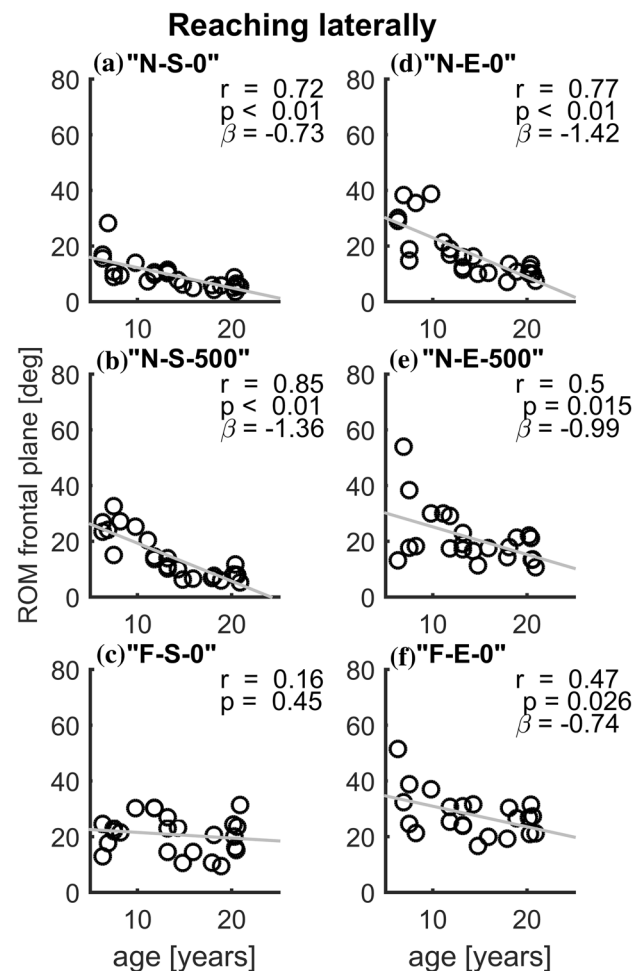 Reaching laterally
(a) "N-S-0"
r = 0.72
p < 0.01
β = -0.73
80
60
40
20
0
10 20
(d) "N-E-0"
r = 0.77
p < 0.01
β = -1.42
80
60
40
20
0
10 20
ROM frontal plane [deg]
(b) "N-S-500"
r = 0.85
p < 0.01
β = -1.36
80
60
40
20
0
10 20
(e) "N-E-500"
r = 0.5
p = 0.015
β = -0.99
80
60
40
20
0
10 20
(c) "F-S-0"
r = 0.16
p = 0.45
80
60
40
20
0
10 20
age [years]
(f) "F-E-0"
r = 0.47
p = 0.026
β = -0.74
80
60
40
20
0
10 20
age [years]